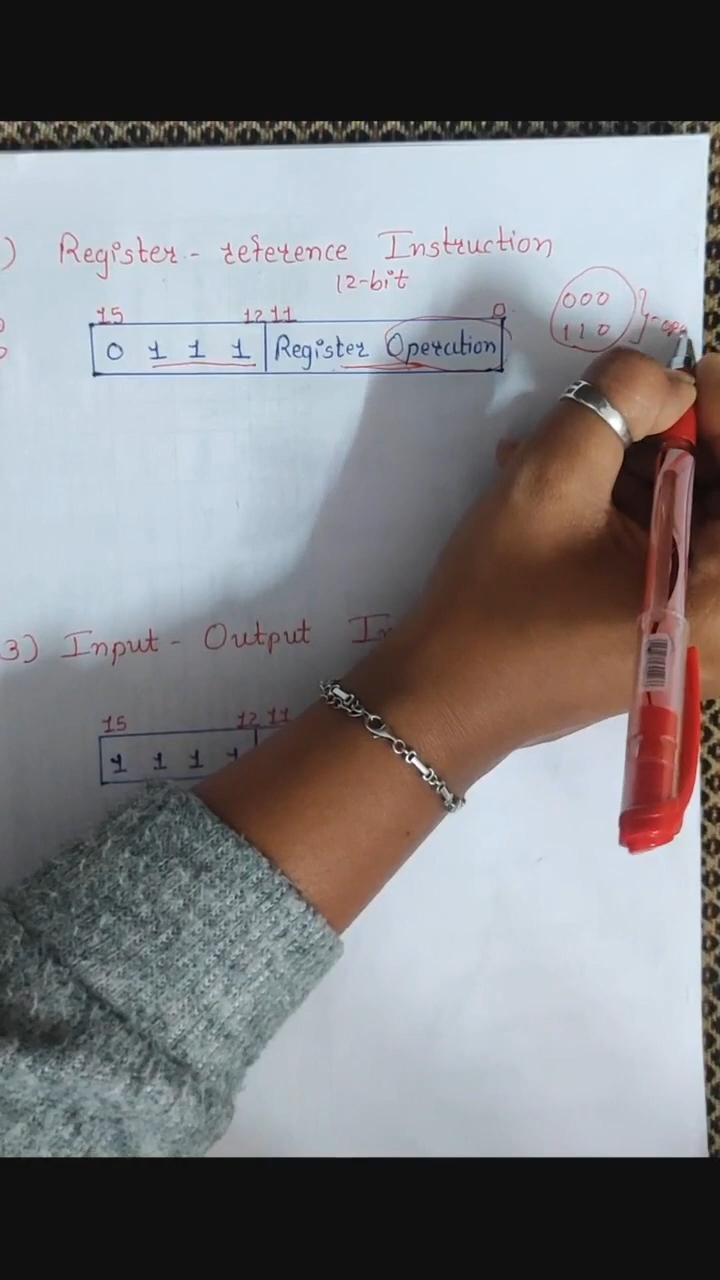 ) Register - reference Instruction
12-bit
15 12 11 0
0 1 1 1 Register Operation
000
110
3) Input - Output
15 12 11
1 1 1 1